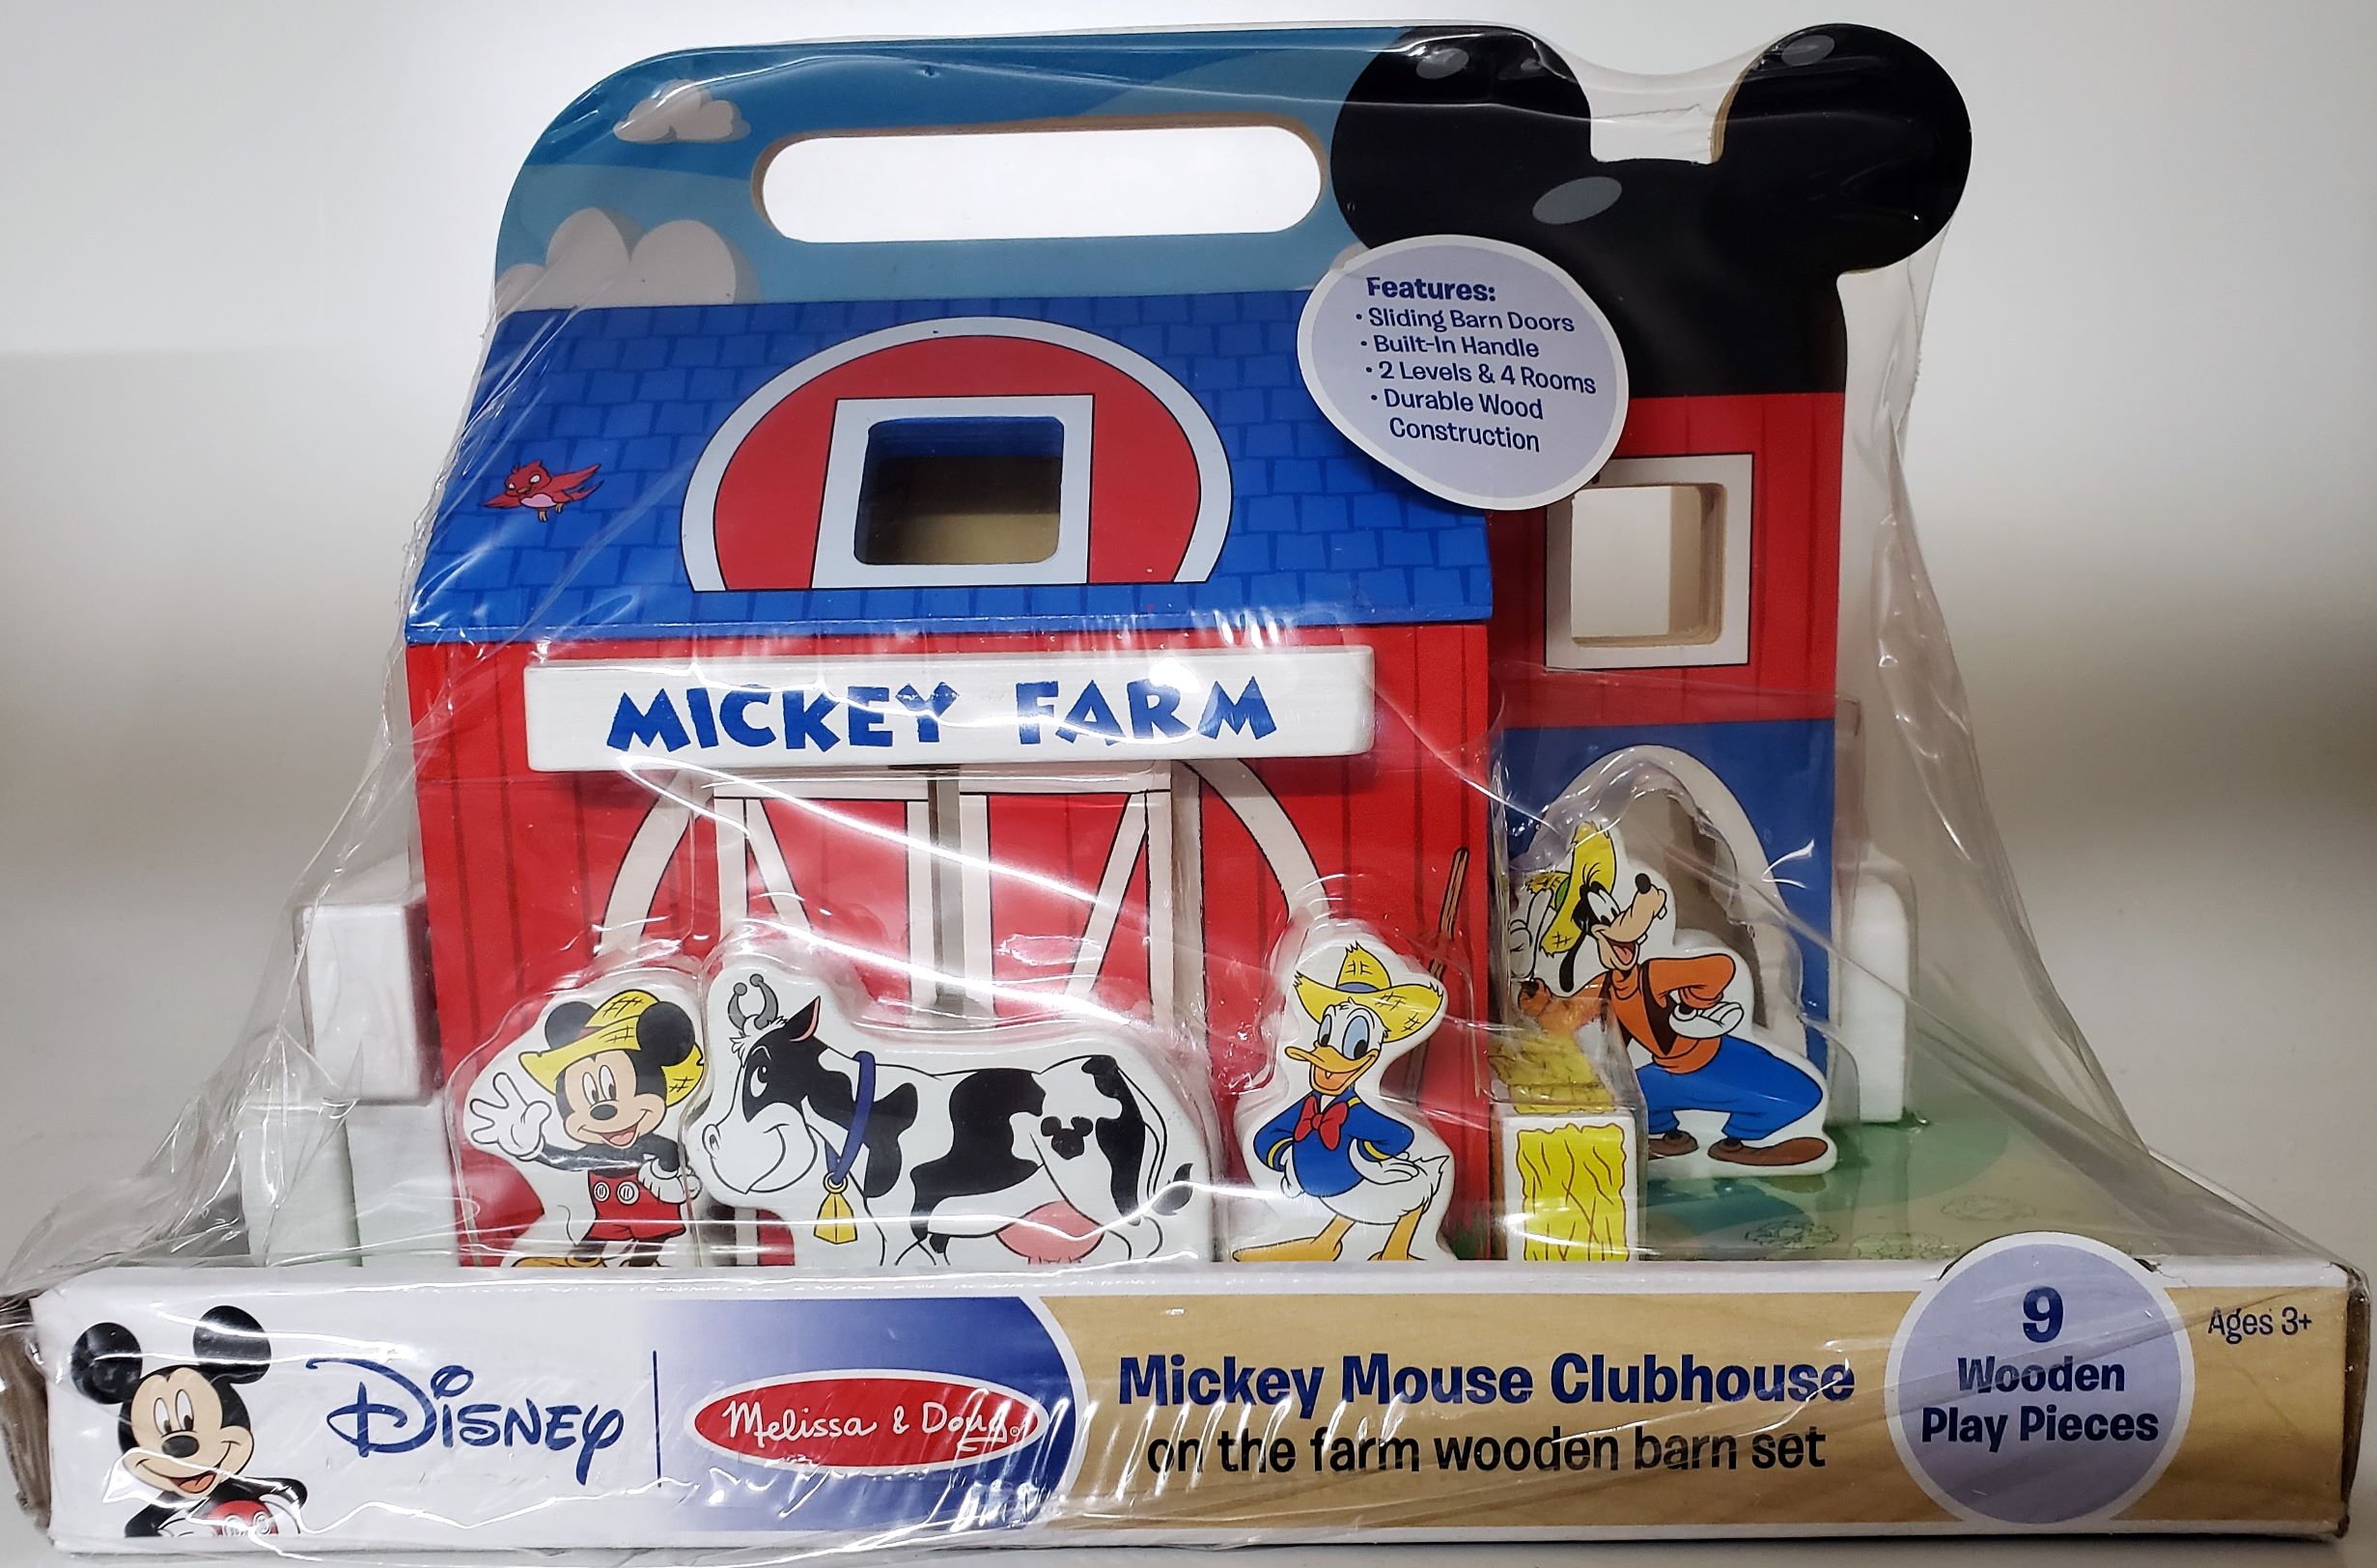 Features:
• Sliding Barn Doors
• Built-In Handle
• 2 Levels & 4 Rooms
• Durable Wood
Construction
MICKEY FARM
Disney
Melissa & Doug®
Mickey Mouse Clubhouse
on the farm wooden barn set
9
Wooden
Play Pieces
Ages 3+